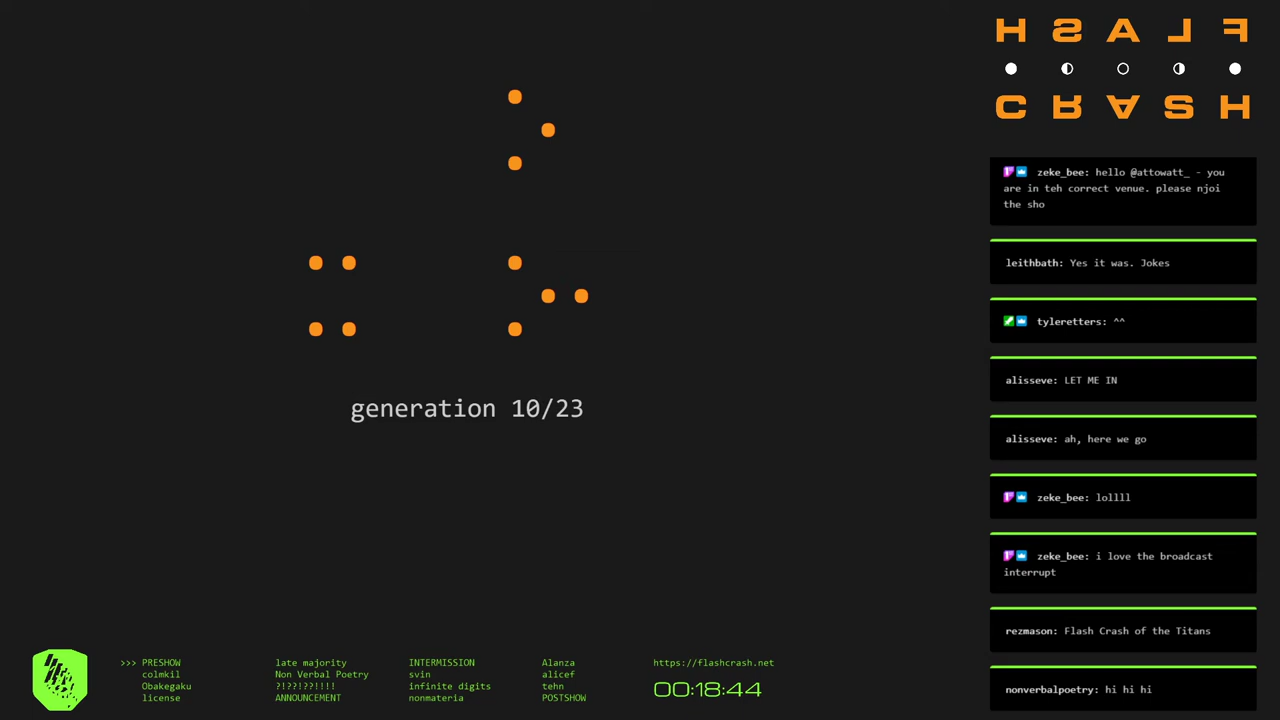 FLASH
CRASH
zeke_bee: hello @attowatt_ - you
are in teh correct venue. please njoi
the sho
leithbath: Yes it was. Jokes
tyleretters: ^^
alisseve: LET ME IN
alisseve: ah, here we go
zeke_bee: lollll
zeke_bee: i love the broadcast
interrupt
rezmason: Flash Crash of the Titans
nonverbalpoetry: hi hi hi
generation 10/23
>>> PRESHOW
colmkil
Obakegaku
license
late majority
Non Verbal Poetry
?!??!??!!!!
ANNOUNCEMENT
INTERMISSION
svin
infinite digits
nonmateria
Alanza
alicef
tehn
POSTSHOW
https://flashcrash.net
00:18:44